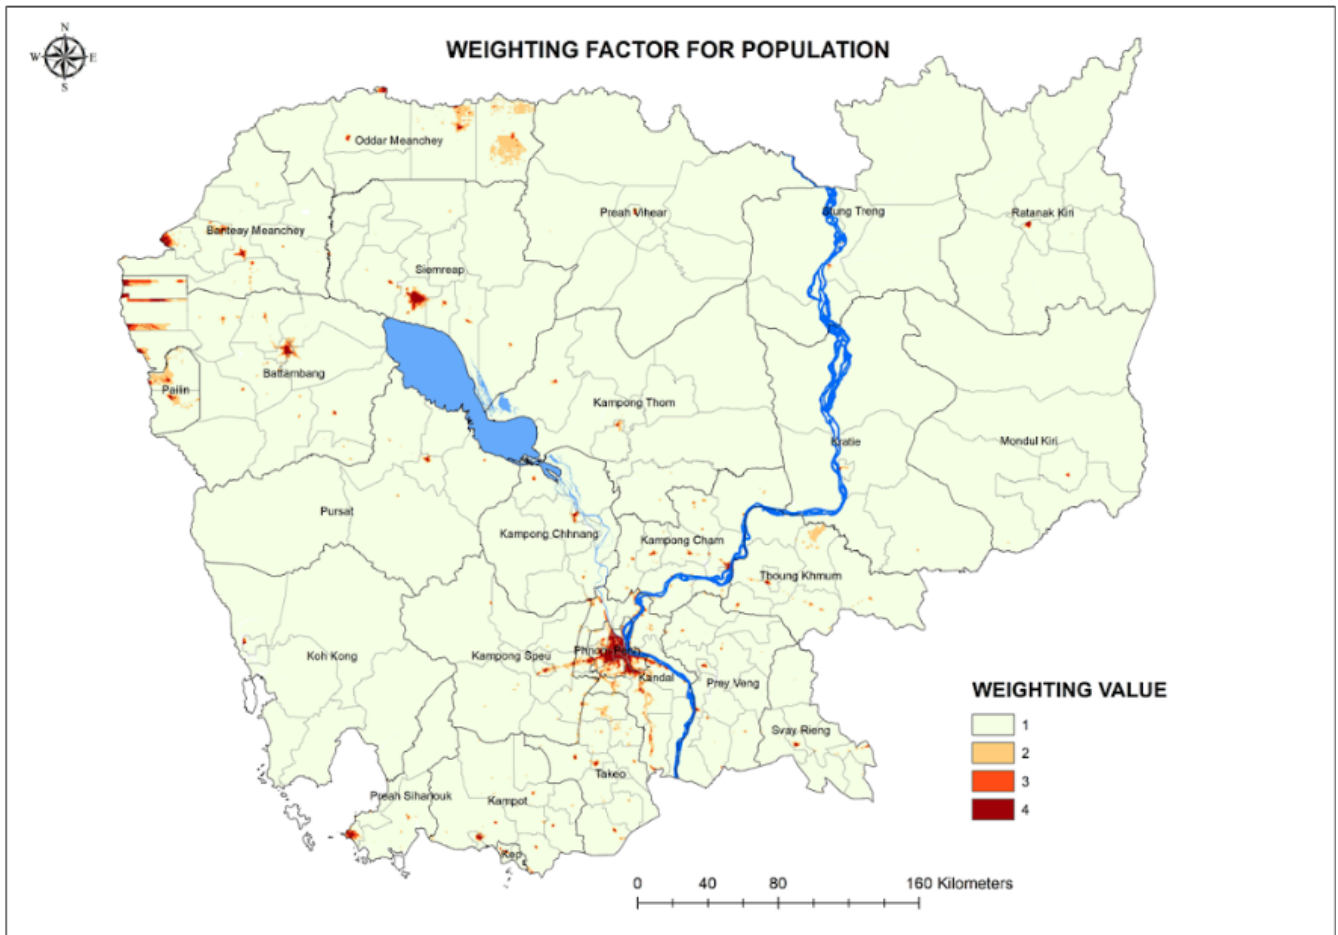 N
W E
S
WEIGHTING FACTOR FOR POPULATION
Oddar Meanchey
Preah Vihear
Stung Treng
Ratanak Kiri
Banteay Meanchey
Siemreap
Battambang
Pailin
Kampong Thom
Kratie
Mondul Kiri
Pursat
Kampong Chhnang
Kampong Cham
Tboung Khmum
Koh Kong
Kampong Speu
Phnom Penh
Kandal
Prey Veng
Svay Rieng
Takeo
Preah Sihanouk
Kampot
Kep
WEIGHTING VALUE
1
2
3
4
0 40 80 160 Kilometers